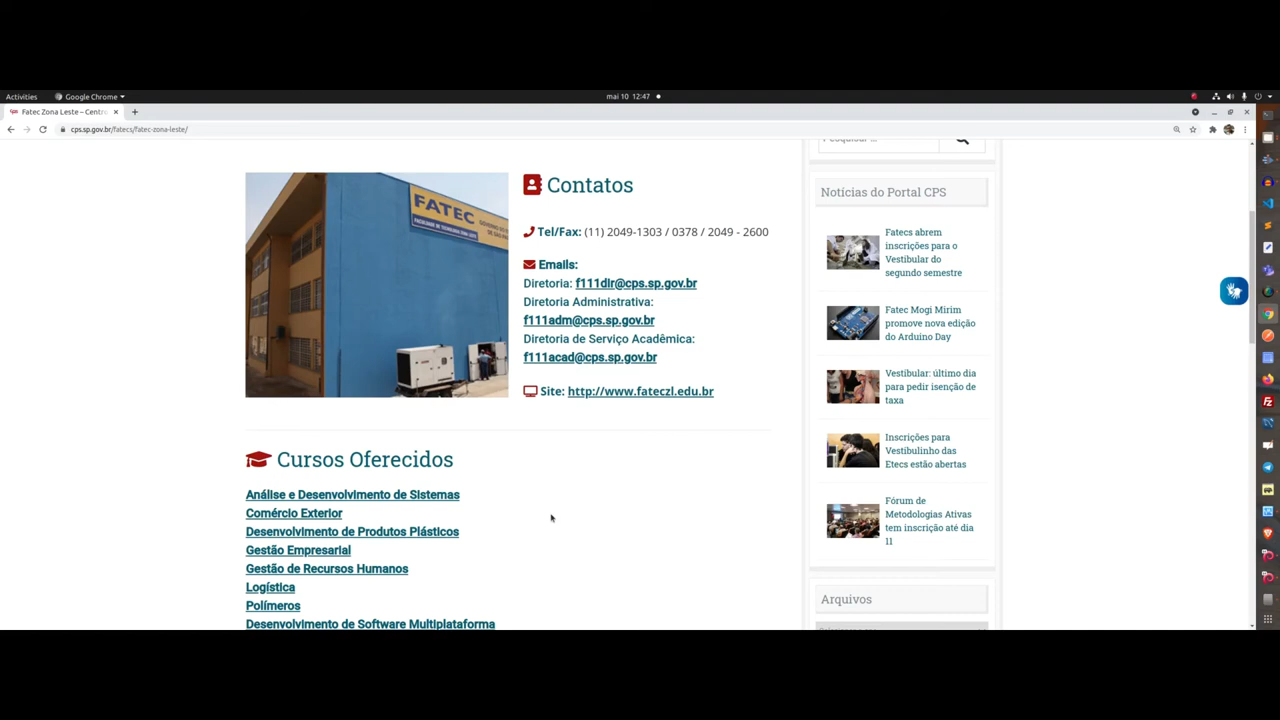 Activities
Google Chrome
mai 10 12:47
Fatec Zona Leste – Centr
cps.sp.gov.br/fatecs/fatec-zona-leste/
FATEC
FACULDADE DE TECNOLOGIA ZONA LESTE
Contatos
Tel/Fax: (11) 2049-1303 / 0378 / 2049 - 2600
Emails:
Diretoria: f111dir@cps.sp.gov.br
Diretoria Administrativa:
f111adm@cps.sp.gov.br
Diretoria de Serviço Acadêmica:
f111acad@cps.sp.gov.br
Site: http://www.fateczl.edu.br
Cursos Oferecidos
Análise e Desenvolvimento de Sistemas
Comércio Exterior
Desenvolvimento de Produtos Plásticos
Gestão Empresarial
Gestão de Recursos Humanos
Logística
Polímeros
Desenvolvimento de Software Multiplataforma
Notícias do Portal CPS
Fatecs abrem
inscrições para o
Vestibular do
segundo semestre
Fatec Mogi Mirim
promove nova edição
do Arduino Day
Vestibular: último dia
para pedir isenção de
taxa
Inscrições para
Vestibulinho das
Etecs estão abertas
Fórum de
Metodologias Ativas
tem inscrição até dia
11
Arquivos